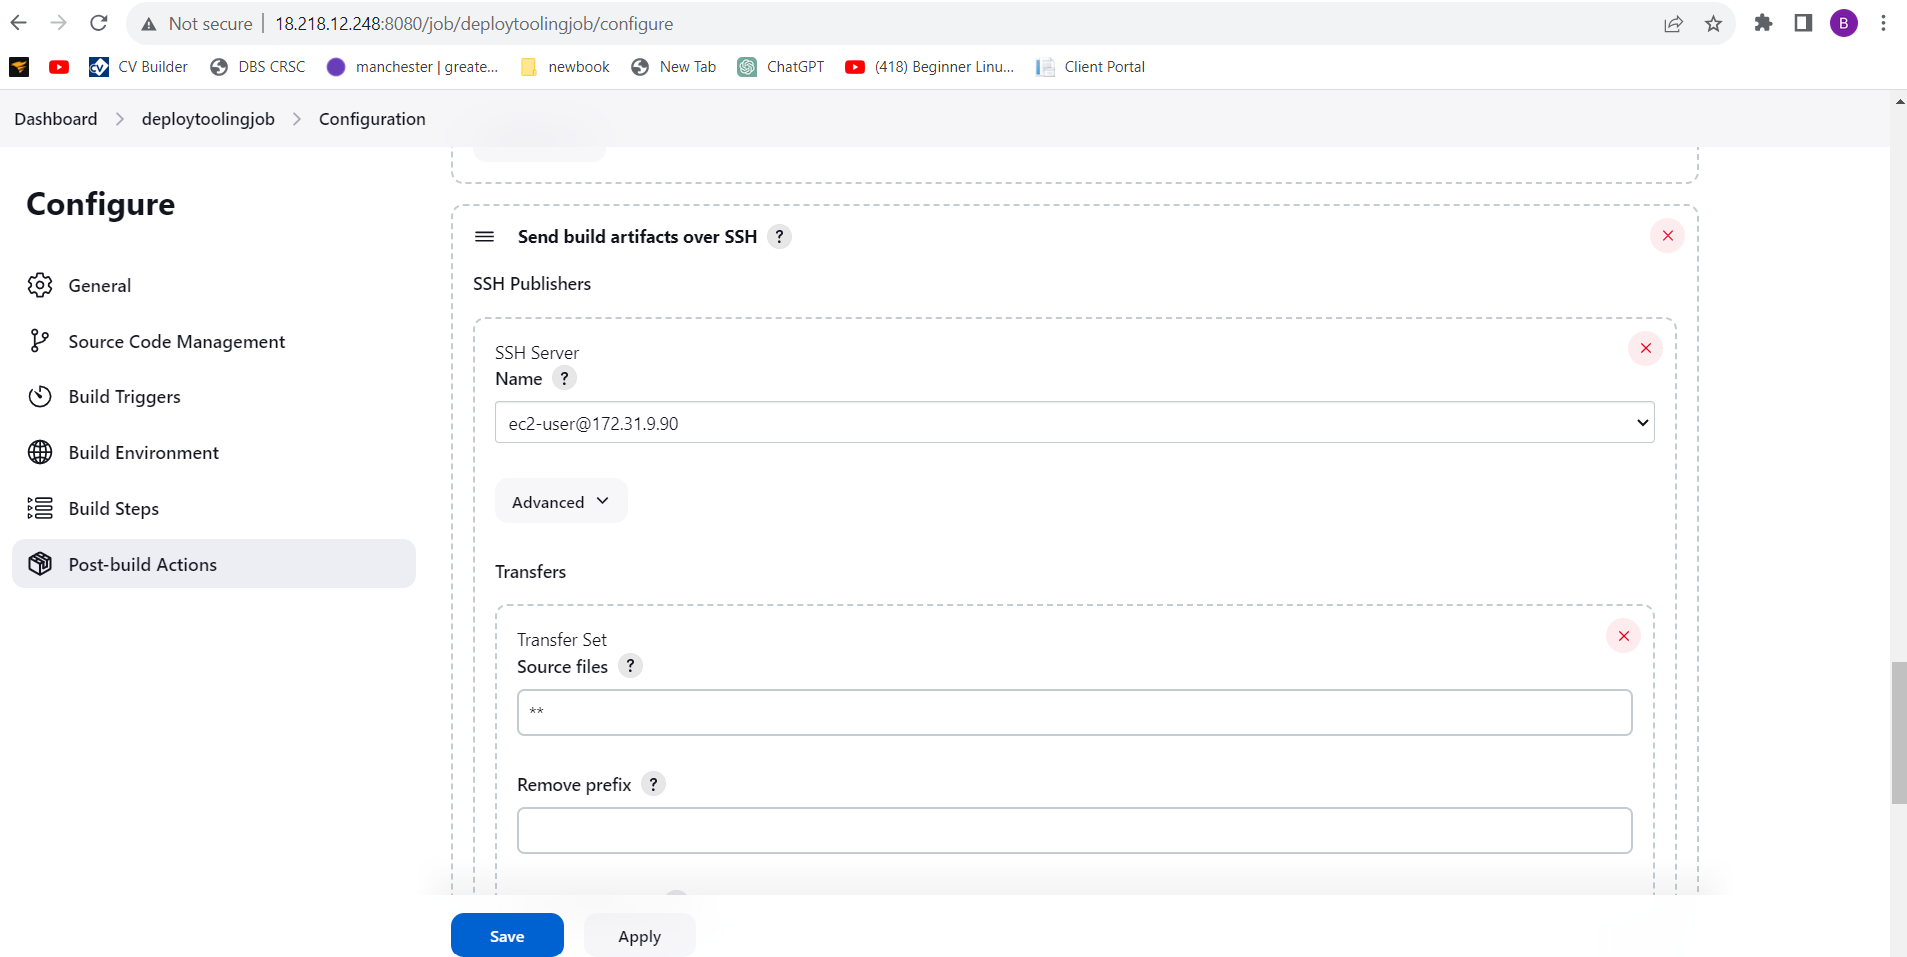 Not secure | 18.218.12.248:8080/job/deploytoolingjob/configure
B
CV Builder DBS CRSC manchester | greate... newbook New Tab ChatGPT (418) Beginner Linu... Client Portal
Dashboard > deploytoolingjob > Configuration
Configure
General
Source Code Management
Build Triggers
Build Environment
Build Steps
Post-build Actions
Send build artifacts over SSH ?
SSH Publishers
SSH Server
Name ?
ec2-user@172.31.9.90
Advanced
Transfers
Transfer Set
Source files ?
**
Remove prefix ?
Save Apply